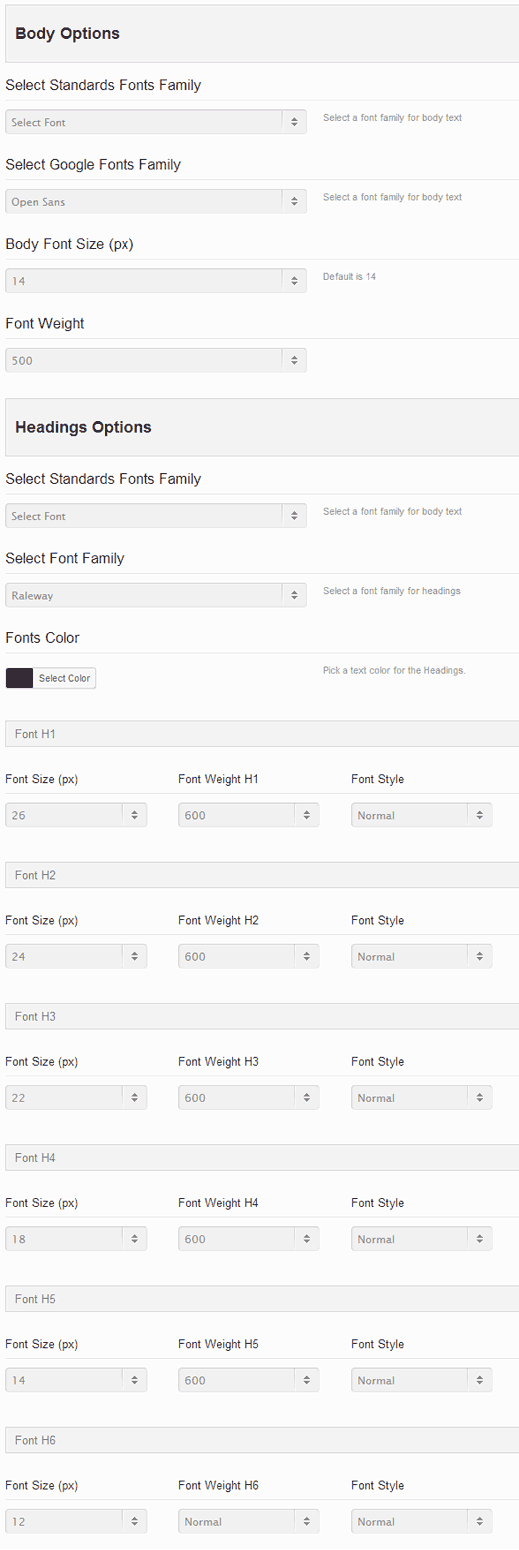 Body Options
Select Standards Fonts Family
Select Font
Select a font family for body text
Select Google Fonts Family
Open Sans
Select a font family for body text
Body Font Size (px)
14
Default is 14
Font Weight
500
Headings Options
Select Standards Fonts Family
Select Font
Select a font family for body text
Select Font Family
Raleway
Select a font family for headings
Fonts Color
Select Color
Pick a text color for the Headings.
Font H1
Font Size (px) Font Weight H1 Font Style
26 600 Normal
Font H2
Font Size (px) Font Weight H2 Font Style
24 600 Normal
Font H3
Font Size (px) Font Weight H3 Font Style
22 600 Normal
Font H4
Font Size (px) Font Weight H4 Font Style
18 600 Normal
Font H5
Font Size (px) Font Weight H5 Font Style
14 600 Normal
Font H6
Font Size (px) Font Weight H6 Font Style
12 Normal Normal